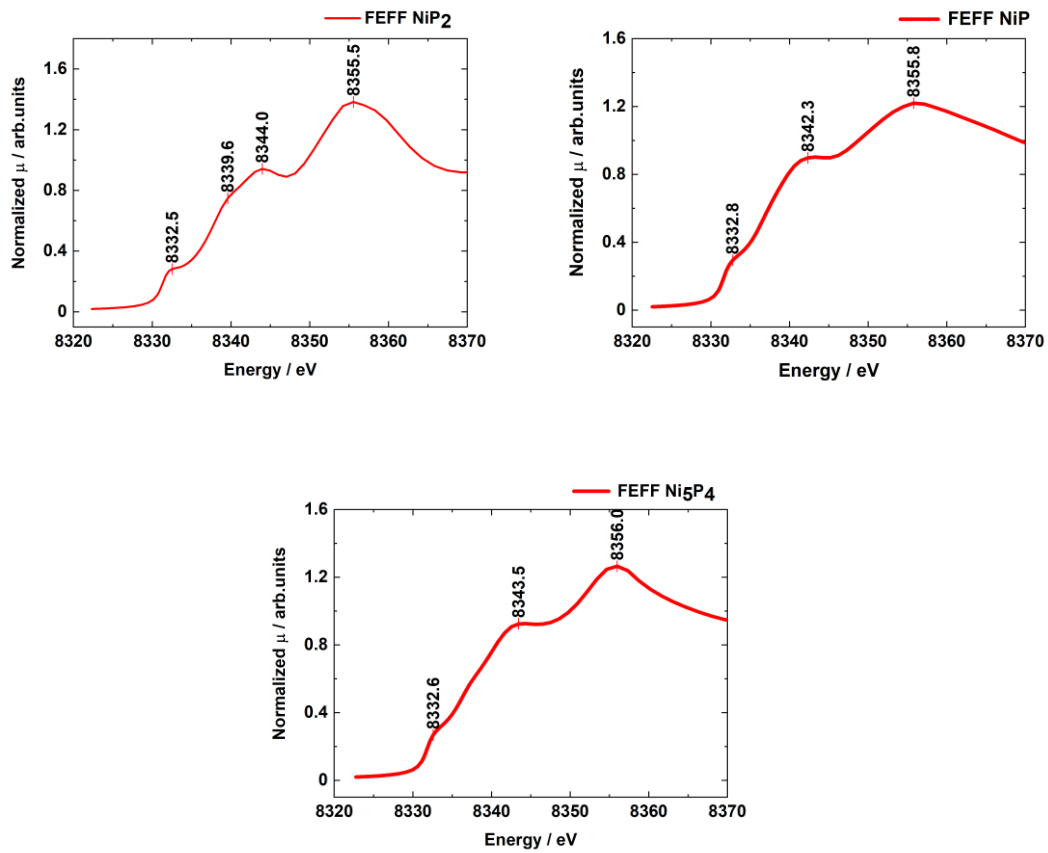 FEFF NiP2
Normalized μ / arb.units
1.6
1.2
0.8
0.4
0
8332.5
8339.6
8344.0
8355.5
8320 8330 8340 8350 8360 8370
Energy / eV
FEFF NiP
Normalized μ / arb.units
1.6
1.2
0.8
0.4
0
8332.8
8342.3
8355.8
8320 8330 8340 8350 8360 8370
Energy / eV
FEFF Ni5P4
Normalized μ / arb.units
1.6
1.2
0.8
0.4
0
8332.6
8343.5
8356.0
8320 8330 8340 8350 8360 8370
Energy / eV